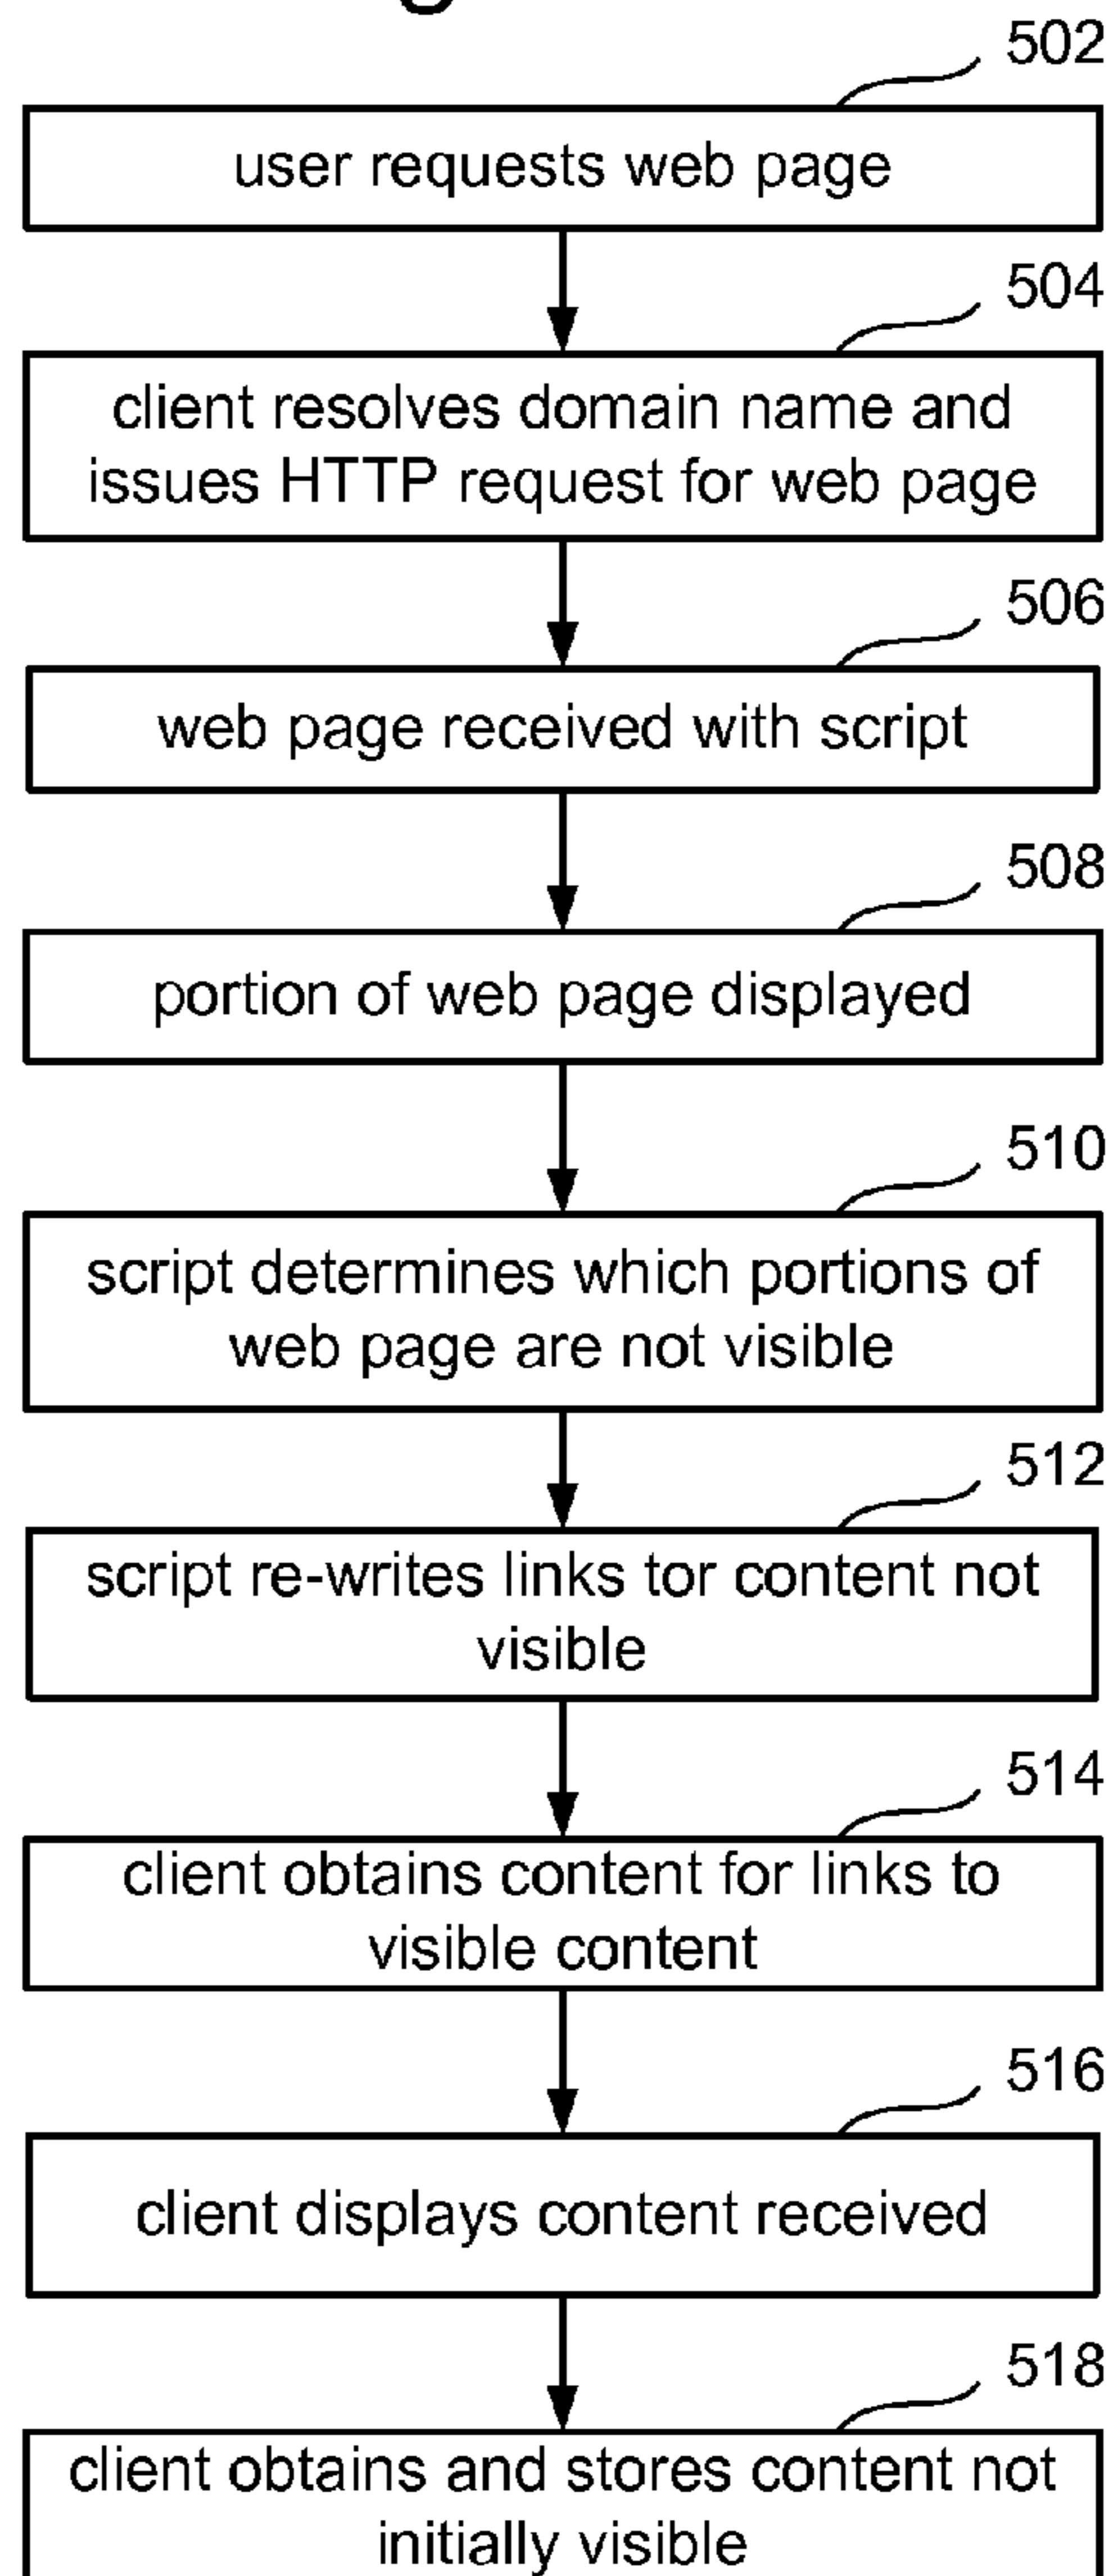 502
user requests web page
504
client resolves domain name and
issues HTTP request for web page
506
web page received with script
508
portion of web page displayed
510
script determines which portions of
web page are not visible
512
script re-writes links tor content not
visible
514
client obtains content for links to
visible content
516
client displays content received
518
client obtains and stores content not
initially visible